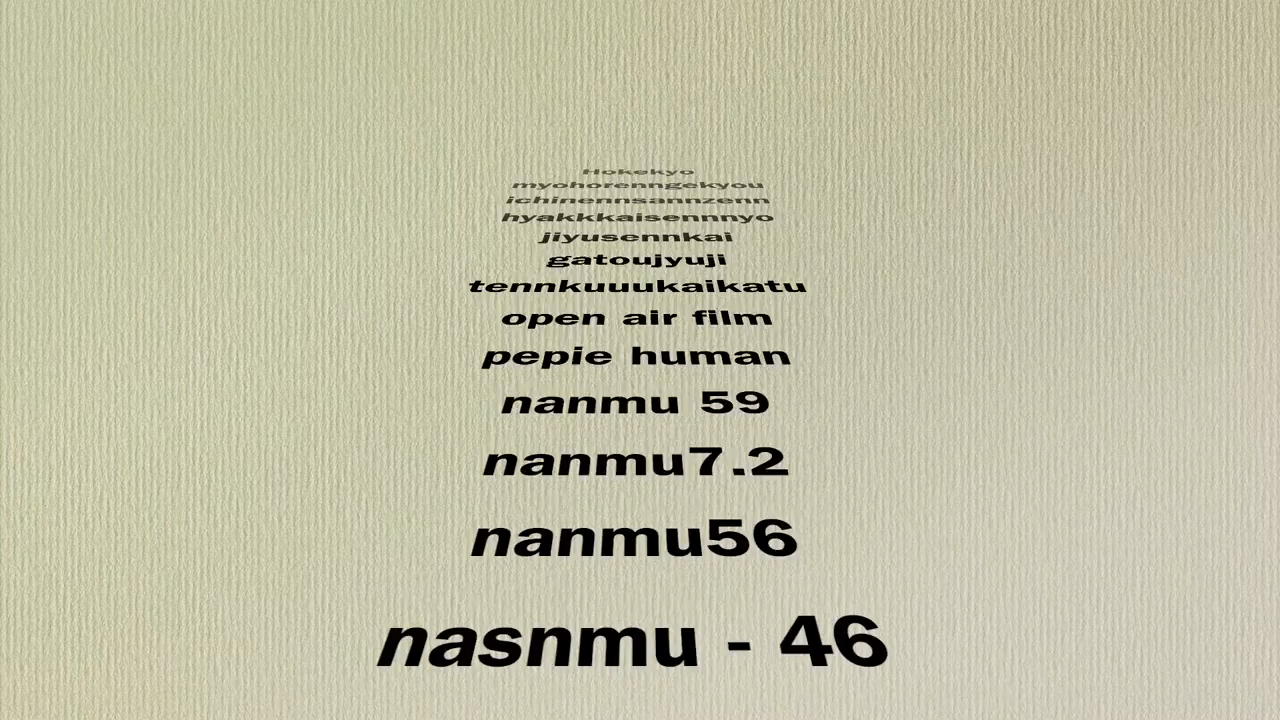 Hokekyo
myohorenngekyou
ichinennsannzenn
hyakkkaisennnyo
jiyusennkai
gatoujyuji
tennkuuukaikatu
open air film
pepie human
nanmu 59
nanmu7.2
nanmu56
nasnmu - 46